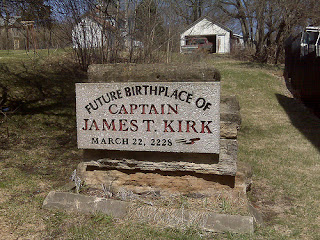 FUTURE BIRTHPLACE OF
CAPTAIN
JAMES T. KIRK
MARCH 22, 2228